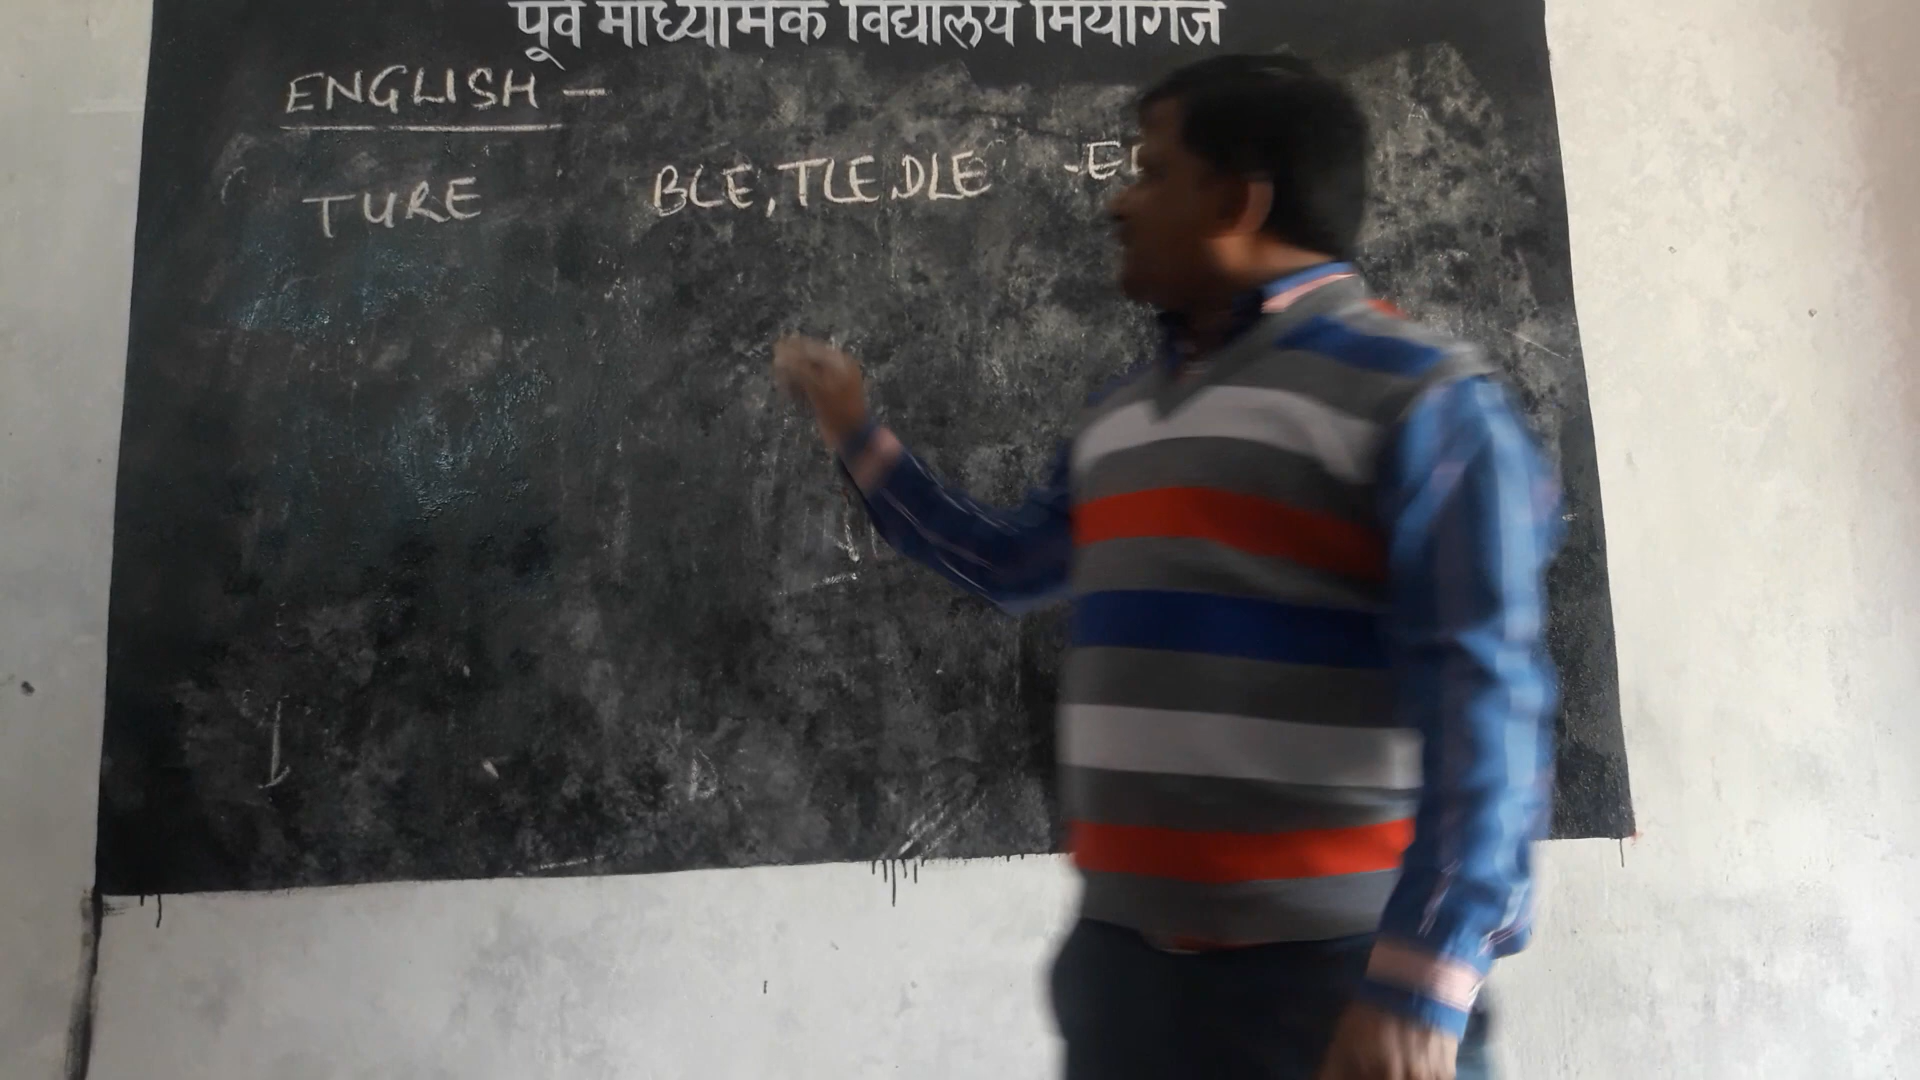 पूर्व माध्यमिक विद्यालय मियागंज
ENGLISH -
TURE BLE, TLE, DLE